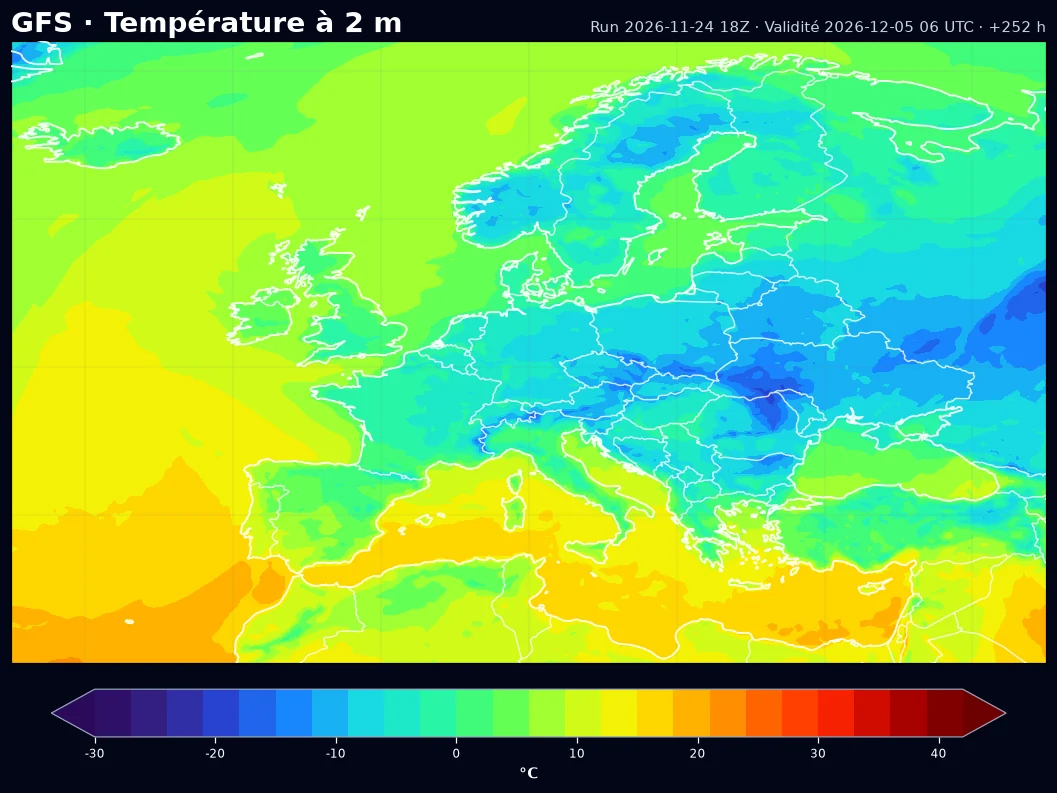 GFS · Température à 2 m
Run 2026-11-24 18Z · Validité 2026-12-05 06 UTC · +252 h
-30 -20 -10 0 10 20 30 40
°C